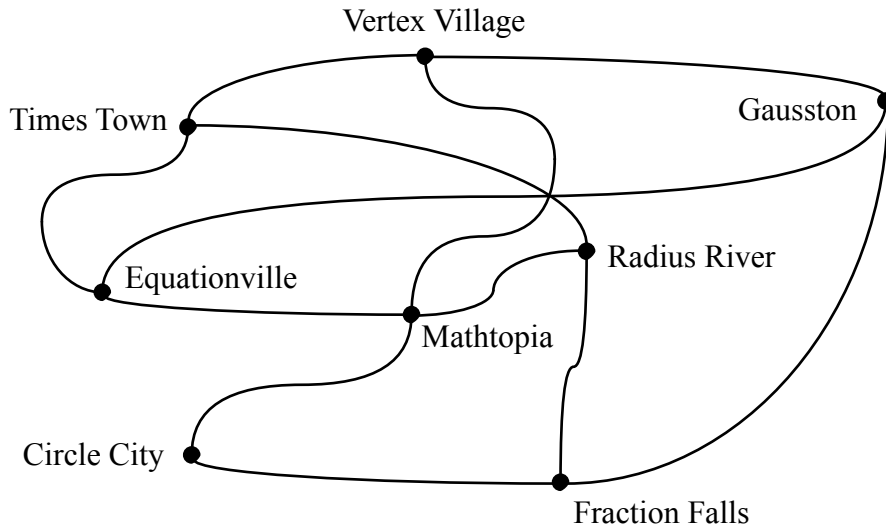 Vertex Village
Gausston
Times Town
Radius River
Equationville
Mathtopia
Circle City
Fraction Falls